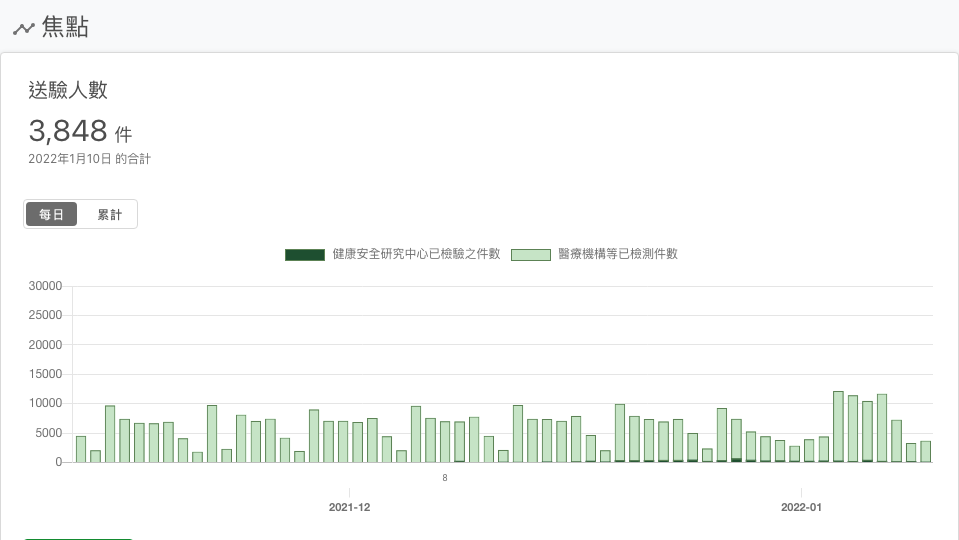 焦點
送驗人數
3,848 件
2022年1月10日 的合計
每日 累計
健康安全研究中心已檢驗之件數 醫療機構等已檢測件數
30000
25000
20000
15000
10000
5000
0
8
2021-12 2022-01